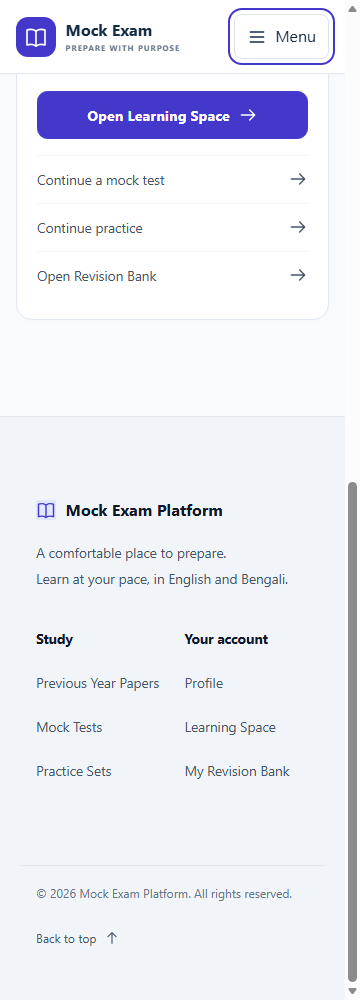 Mock Exam
PREPARE WITH PURPOSE
Menu
Open Learning Space
Continue a mock test
Continue practice
Open Revision Bank
Mock Exam Platform
A comfortable place to prepare.
Learn at your pace, in English and Bengali.
Study
Previous Year Papers
Mock Tests
Practice Sets
Your account
Profile
Learning Space
My Revision Bank
© 2026 Mock Exam Platform. All rights reserved.
Back to top